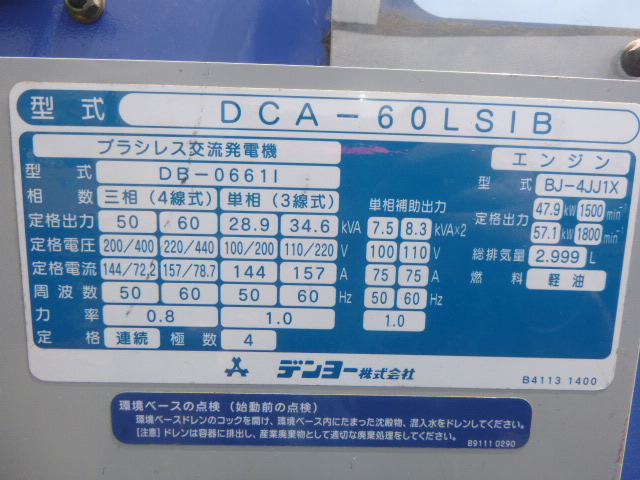 型式 DCA-60LSIB
ブラシレス交流発電機
型式 DB-0661I
相数 三相(4線式) 単相(3線式)
定格出力 50 60 28.9 34.6 kVA
定格電圧 200/400 220/440 100/200 110/220 V
定格電流 144/72.2 157/78.7 144 157 A
周波数 50 60 50 60 Hz
力率 0.8 1.0
定格 連続 極数 4
単相補助出力
7.5 8.3 kVA×2
100 110 V
75 75 A
50 60 Hz
1.0
エンジン
型式 BJ-4JJ1X
定格出力 47.9 kW 1500 min⁻¹
57.1 kW 1800 min⁻¹
総排気量 2.999 L
燃料 軽油
デンヨー株式会社
B4113 1400
環境ベースの点検(始動前の点検)
環境ベースドレンのコックを開け、環境ベース内にたまった沈殿物、混入水をドレンしてください。
[注意]ドレンは容器に排出し、産業廃棄物として適切な廃棄処理をしてください。
B9111 0290